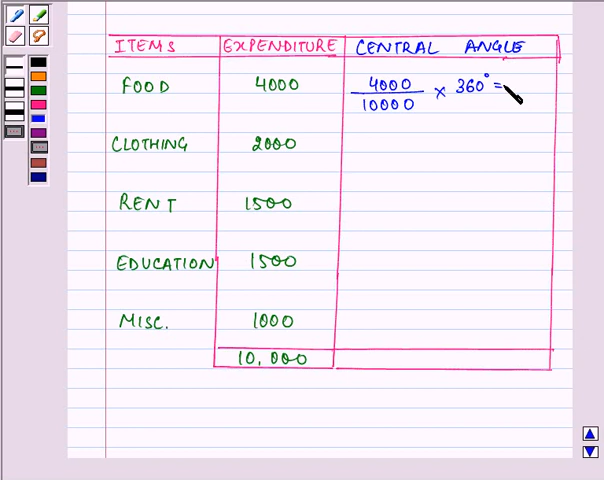 ITEMS EXPENDITURE CENTRAL ANGLE
FOOD 4000 4000/10000 × 360° =
CLOTHING 2000
RENT 1500
EDUCATION 1500
MISC. 1000
10,000